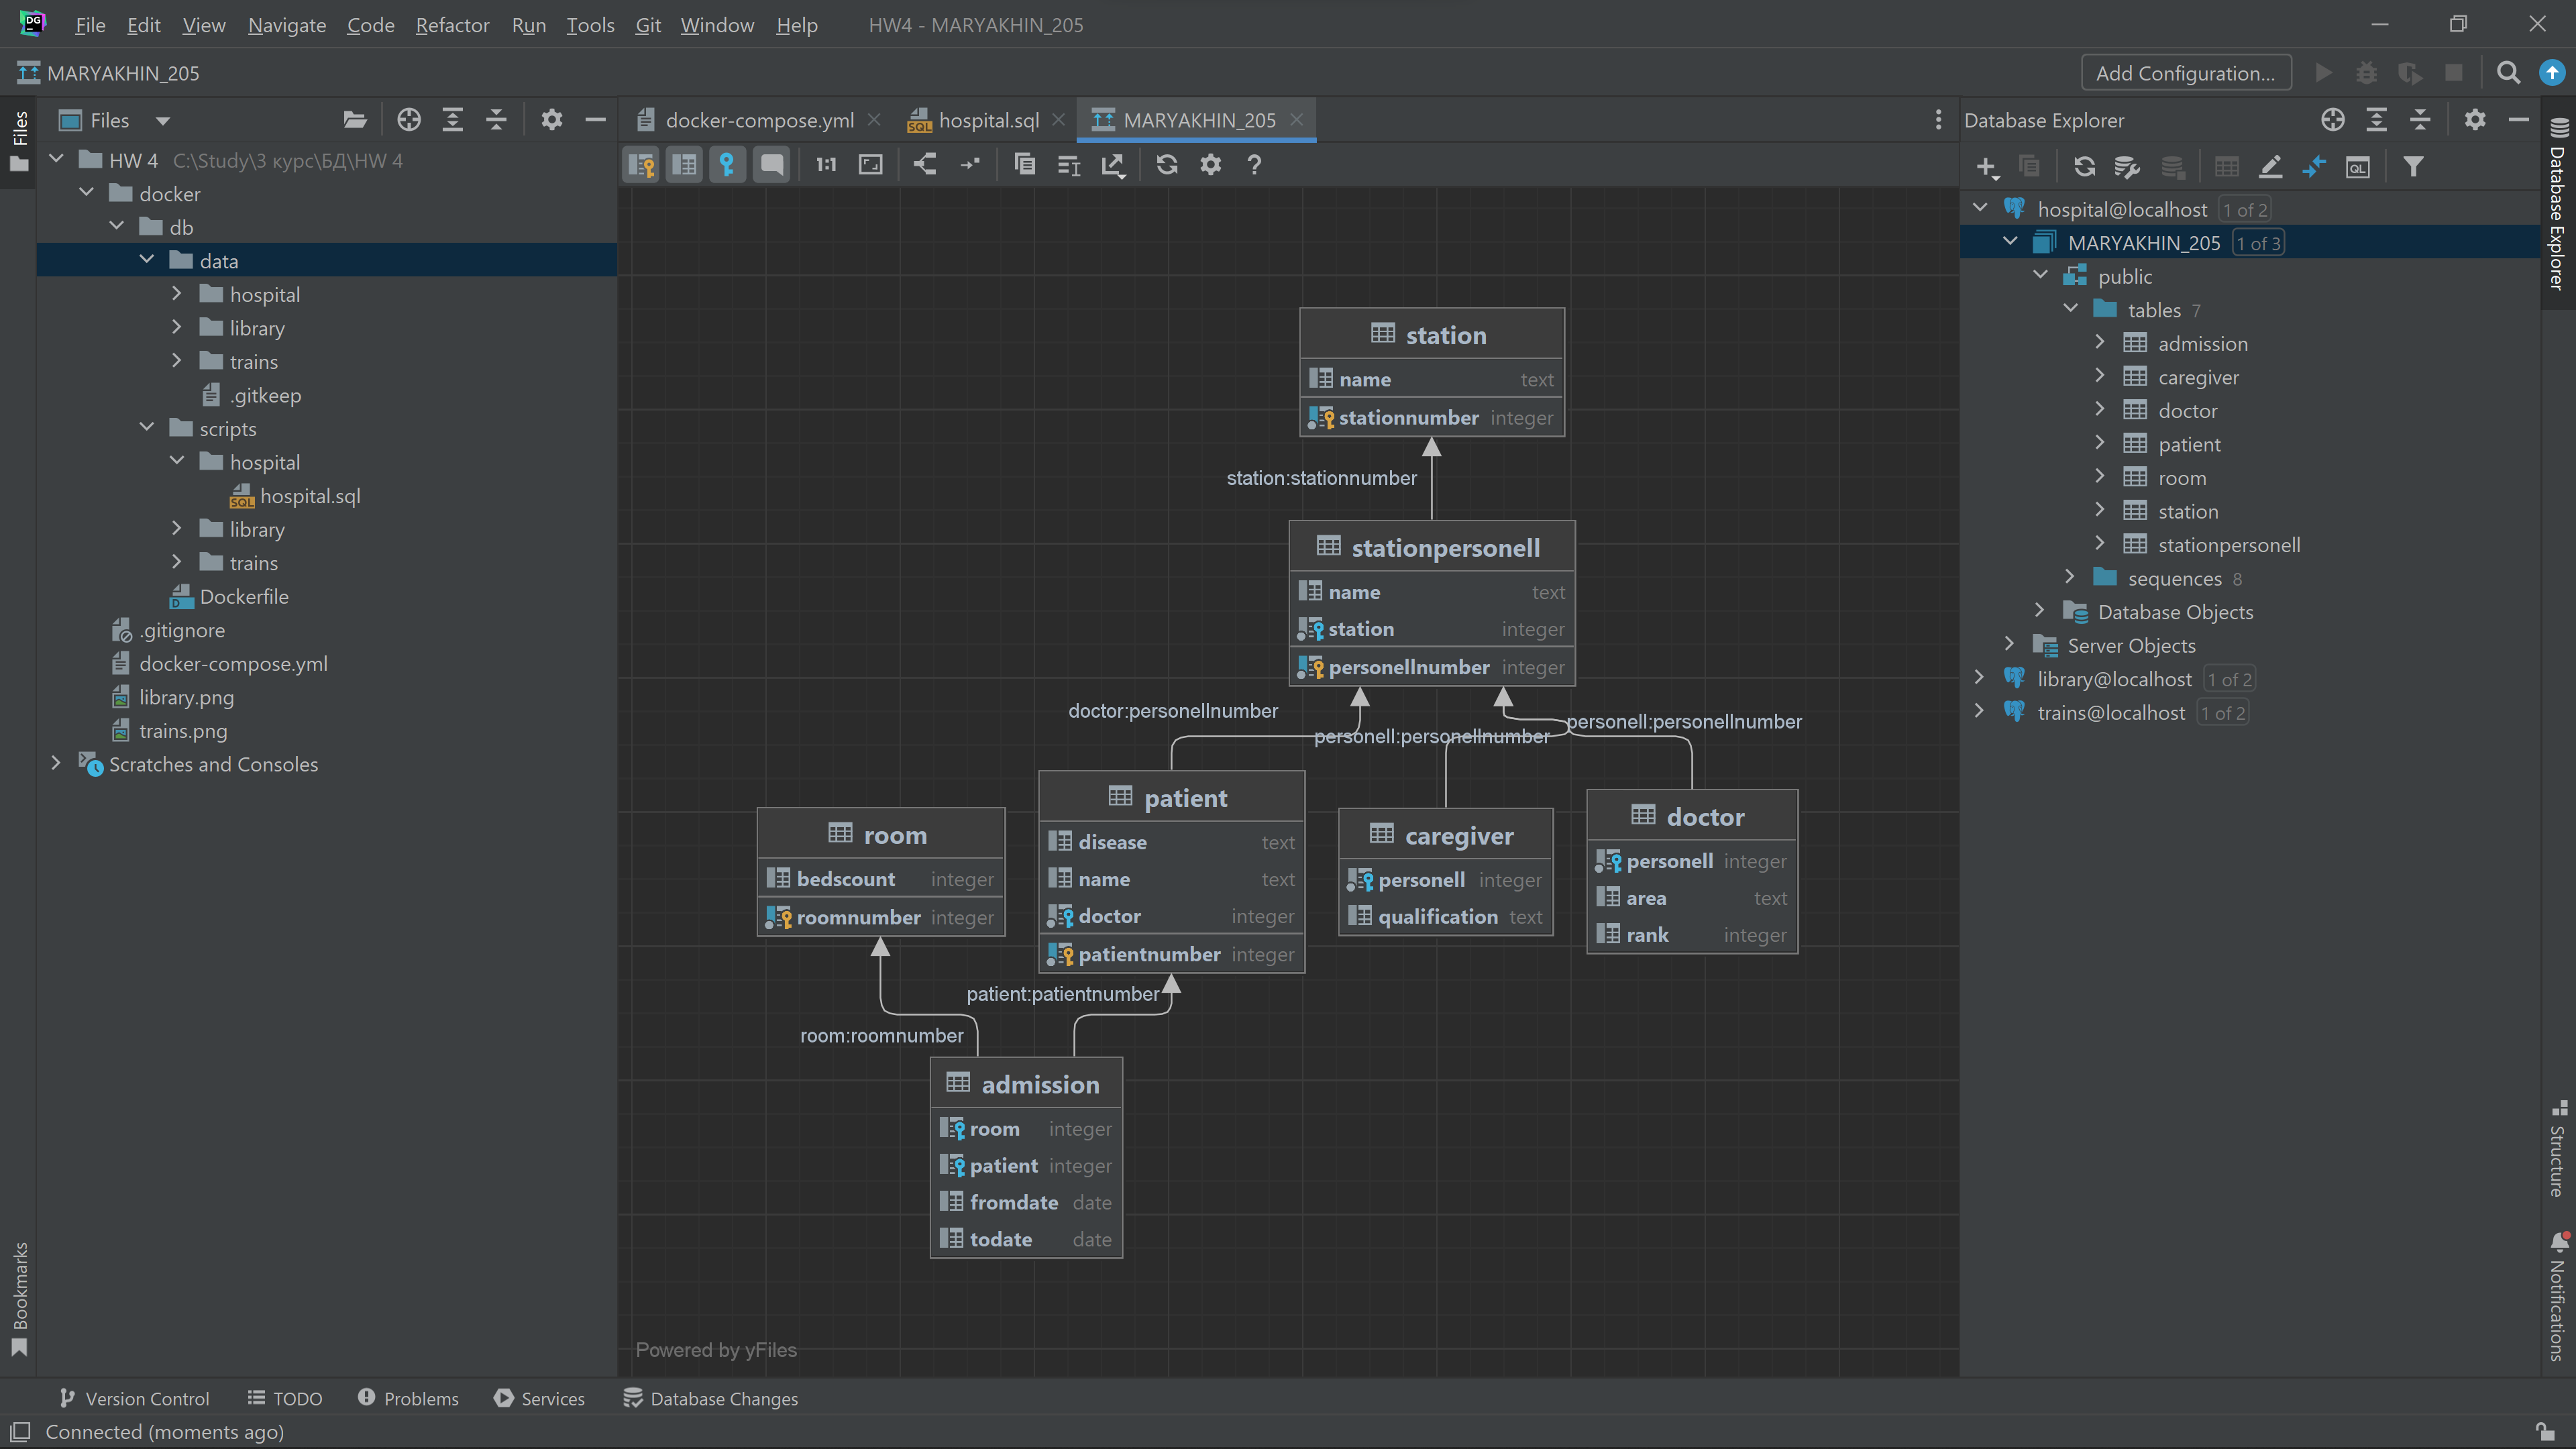 DG File Edit View Navigate Code Refactor Run Tools Git Window Help HW4 - MARYAKHIN_205
MARYAKHIN_205
Add Configuration...
Files
Bookmarks
Files
HW 4 C:\Study\3 курс\БД\HW 4
docker
db
data
hospital
library
trains
.gitkeep
scripts
hospital
SQL hospital.sql
library
trains
D Dockerfile
.gitignore
docker-compose.yml
library.png
trains.png
Scratches and Consoles
docker-compose.yml
SQL hospital.sql
MARYAKHIN_205
1:1 ?
station
name text
stationnumber integer
station:stationnumber
stationpersonell
name text
station integer
personellnumber integer
doctor:personellnumber
personell:personellnumber
personell:personellnumber
room
bedscount integer
roomnumber integer
patient
disease text
name text
doctor integer
patientnumber integer
caregiver
personell integer
qualification text
doctor
personell integer
area text
rank integer
patient:patientnumber
room:roomnumber
admission
room integer
patient integer
fromdate date
todate date
Powered by yFiles
Database Explorer
QL
hospital@localhost 1 of 2
MARYAKHIN_205 1 of 3
public
tables 7
admission
caregiver
doctor
patient
room
station
stationpersonell
sequences 8
Database Objects
Server Objects
library@localhost 1 of 2
trains@localhost 1 of 2
Database Explorer
Structure
Notifications
Version Control TODO Problems Services Database Changes
Connected (moments ago)